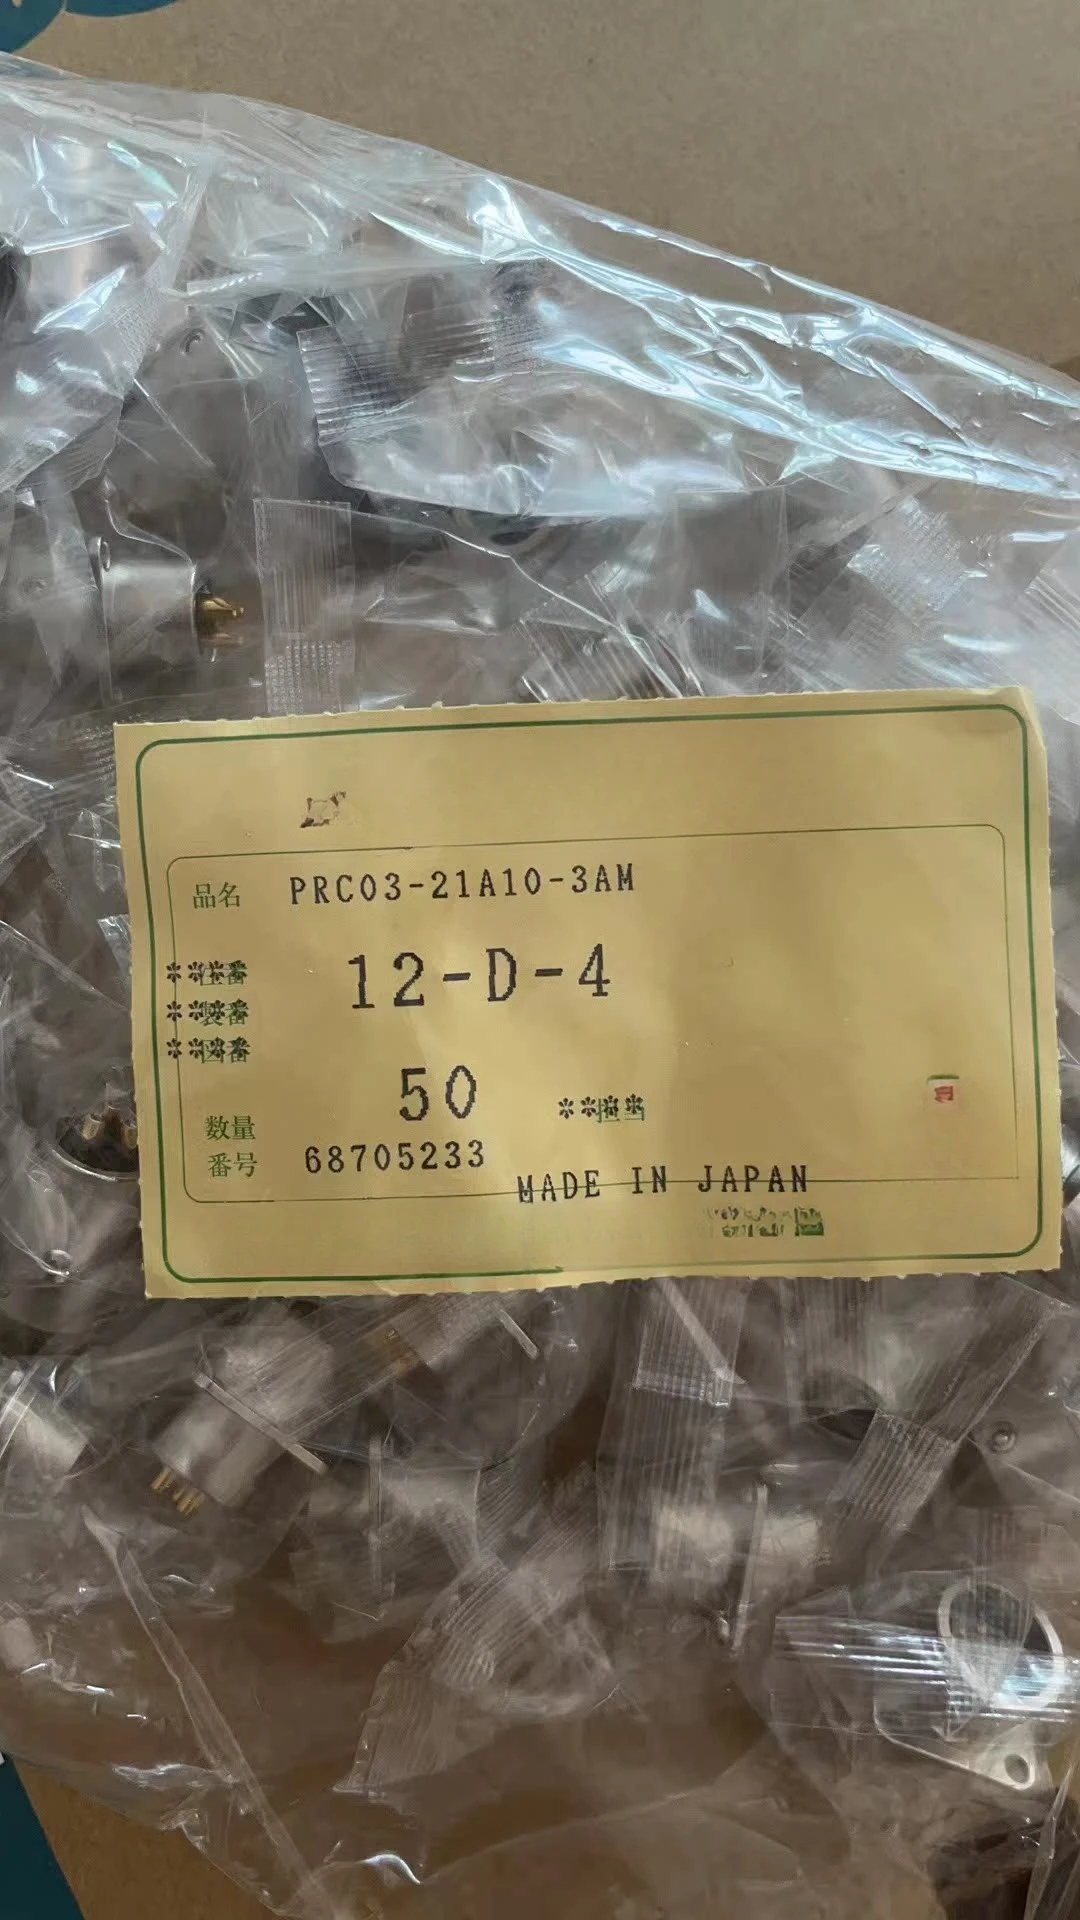 品名 PRC03-21A10-3AM
12-D-4
数量 50
番号 68705233
MADE IN JAPAN